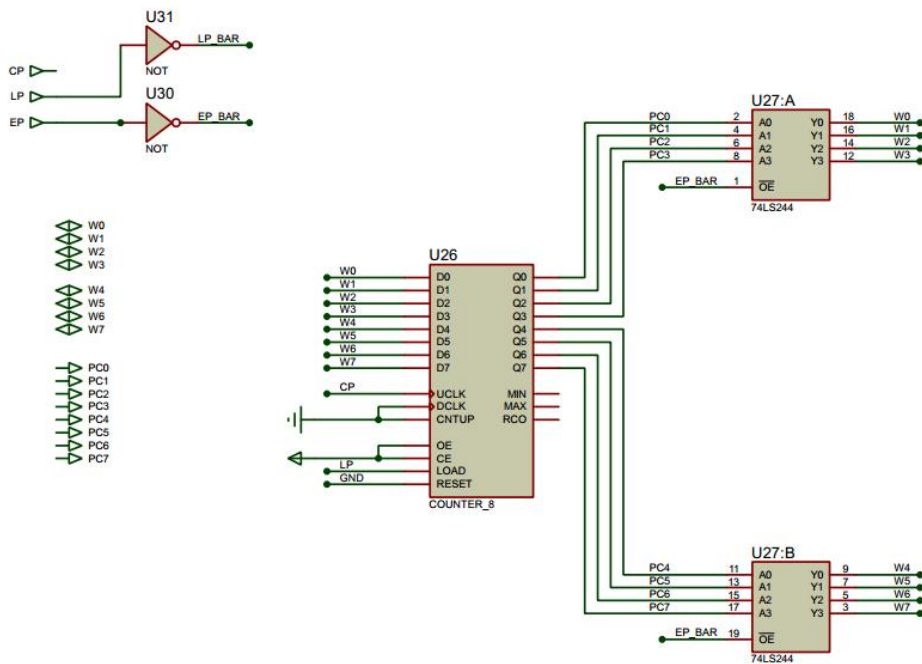 U31
LP_BAR
NOT
CP
LP
U30
EP
EP_BAR
NOT
W0
W1
W2
W3
W4
W5
W6
W7
PC0
PC1
PC2
PC3
PC4
PC5
PC6
PC7
U26
W0 D0 Q0
W1 D1 Q1
W2 D2 Q2
W3 D3 Q3
W4 D4 Q4
W5 D5 Q5
W6 D6 Q6
W7 D7 Q7
CP UCLK MIN
DCLK MAX
CNTUP RCO
OE
CE
LP LOAD
GND RESET
COUNTER_8
U27:A
PC0 2 A0 Y0 18 W0
PC1 4 A1 Y1 16 W1
PC2 6 A2 Y2 14 W2
PC3 8 A3 Y3 12 W3
EP_BAR 1 OE
74LS244
U27:B
PC4 11 A0 Y0 9 W4
PC5 13 A1 Y1 7 W5
PC6 15 A2 Y2 5 W6
PC7 17 A3 Y3 3 W7
EP_BAR 19 OE
74LS244